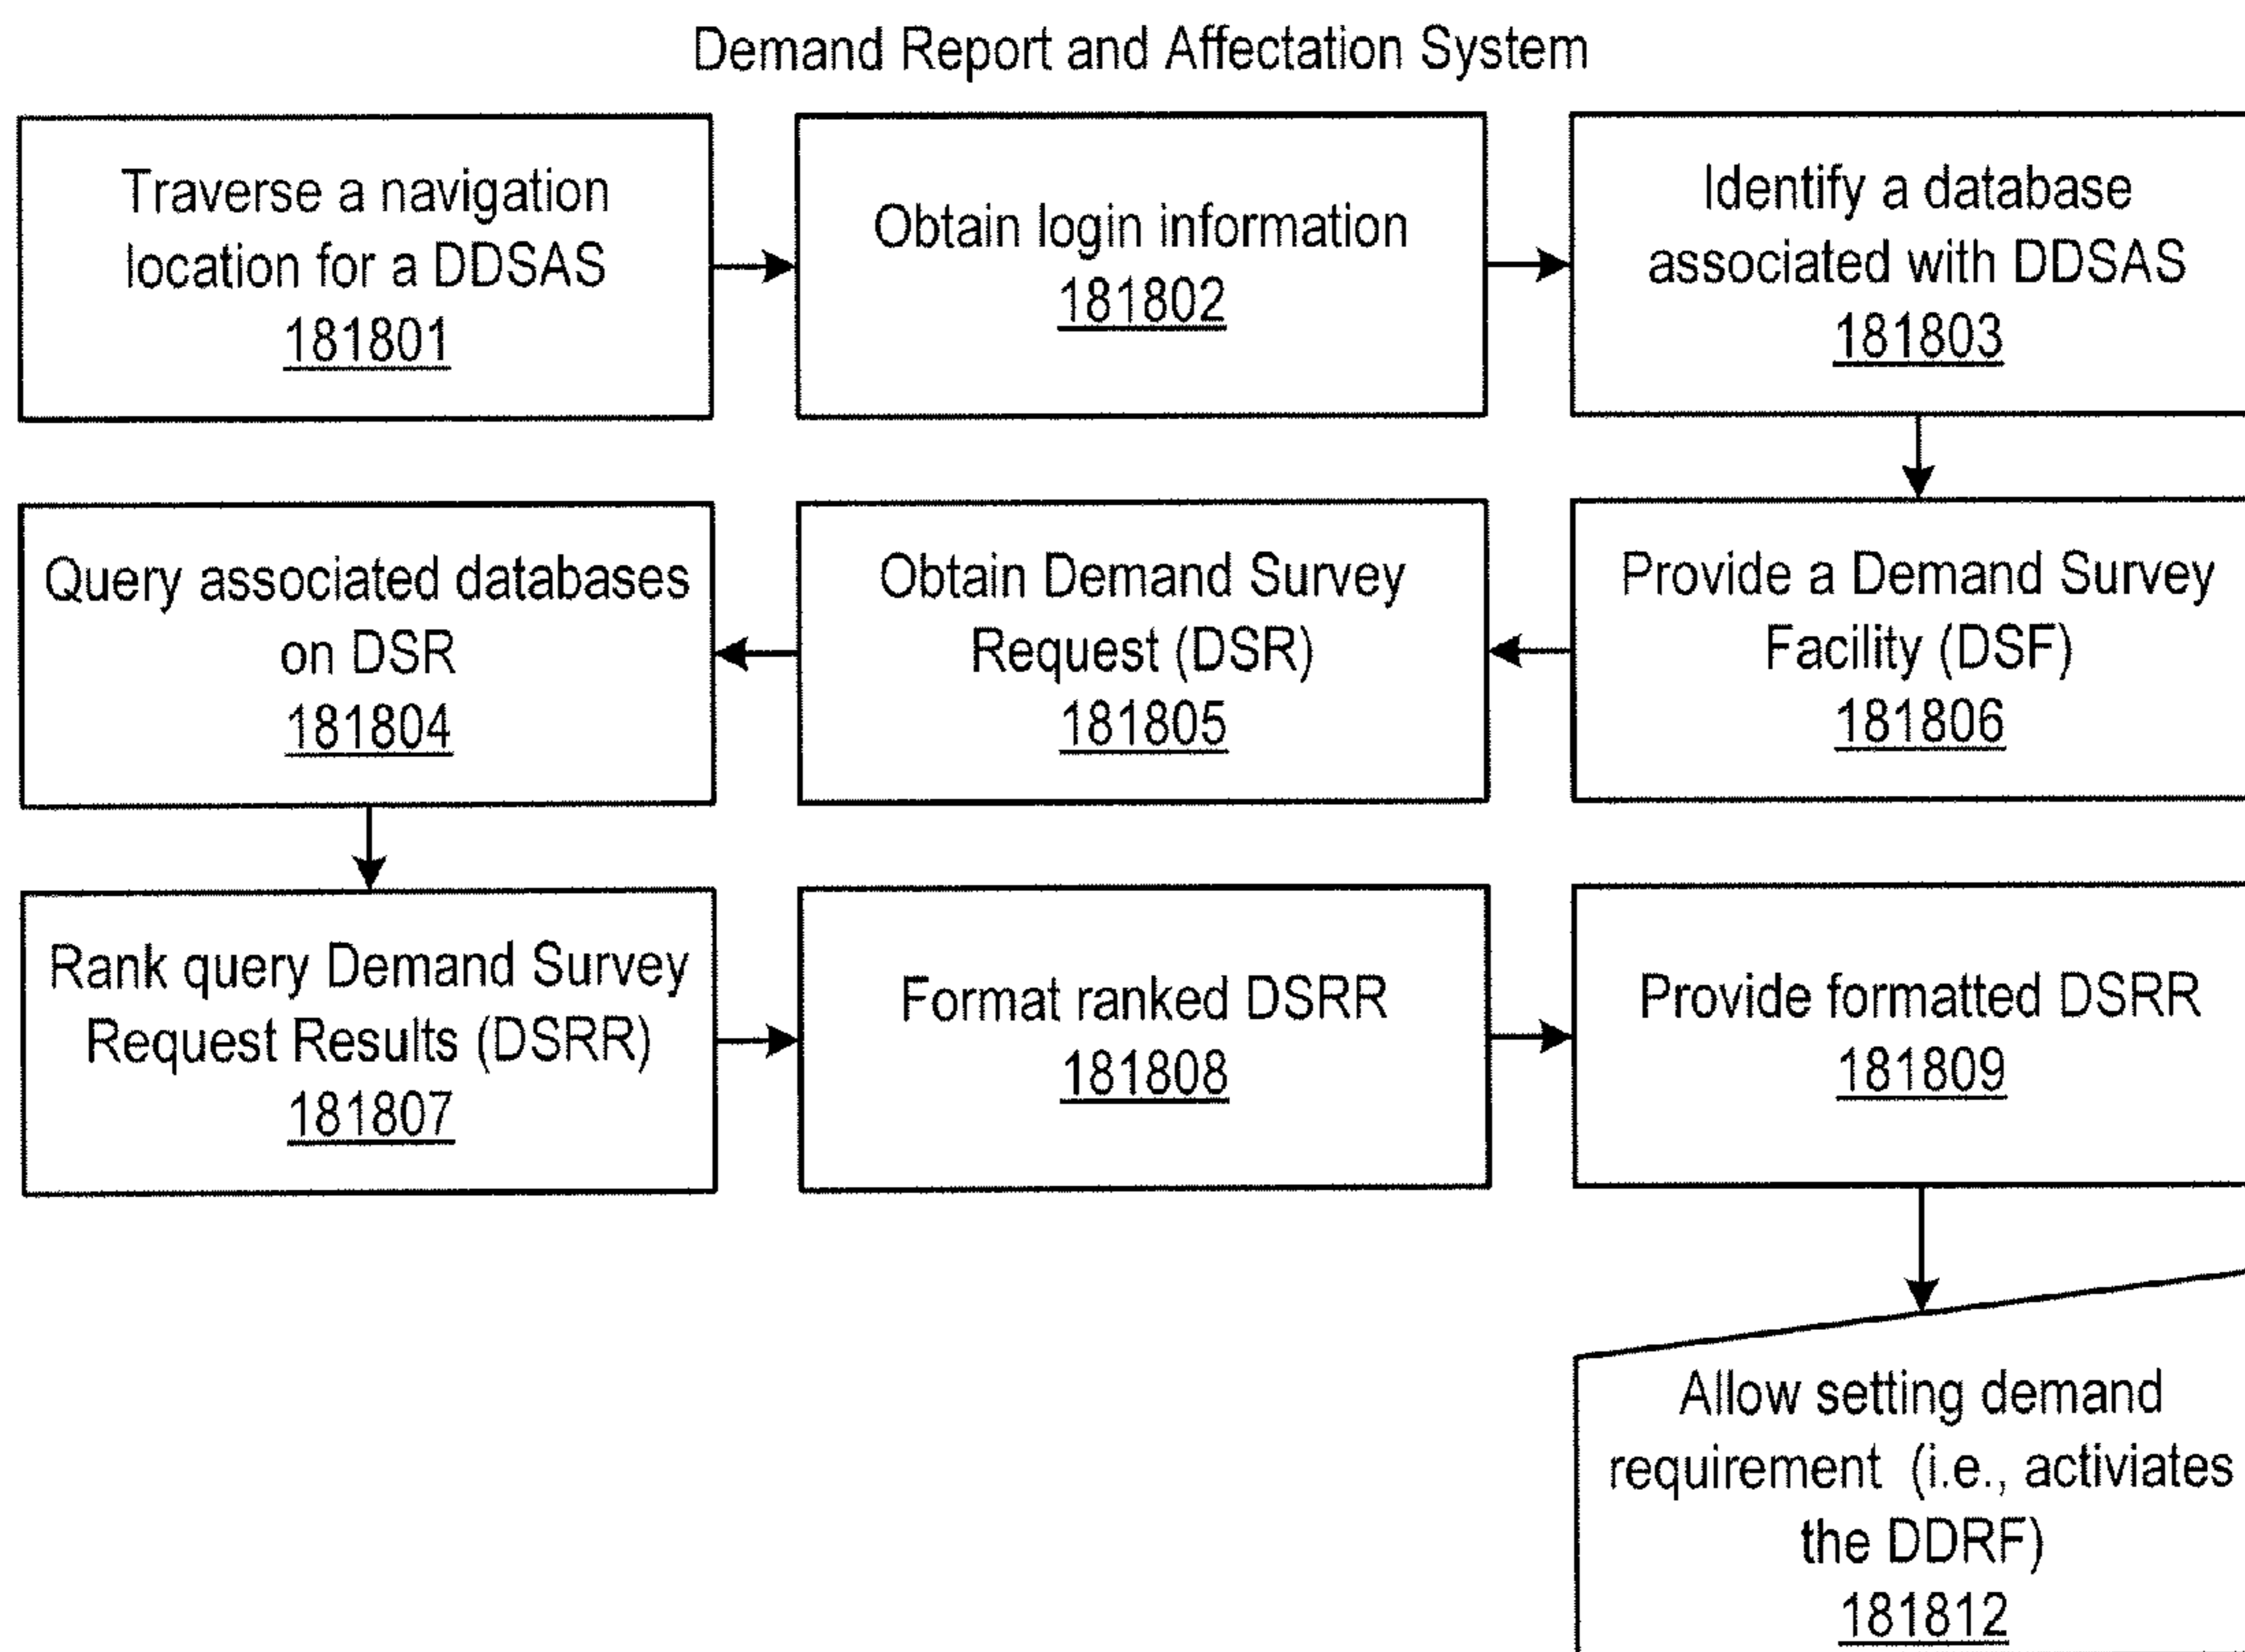 Demand Report and Affectation System
Traverse a navigation
location for a DDSAS
181801
Obtain login information
181802
Identify a database
associated with DDSAS
181803
Query associated databases
on DSR
181804
Obtain Demand Survey
Request (DSR)
181805
Provide a Demand Survey
Facility (DSF)
181806
Rank query Demand Survey
Request Results (DSRR)
181807
Format ranked DSRR
181808
Provide formatted DSRR
181809
Allow setting demand
requirement (i.e., activiates
the DDRF)
181812